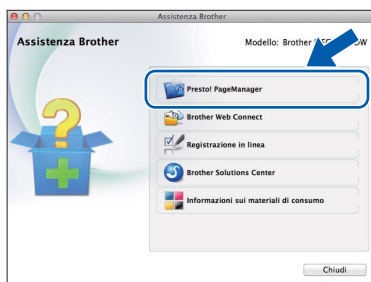 Assistenza Brother
Assistenza Brother
Modello: Brother
Presto! PageManager
Brother Web Connect
Registrazione in linea
Brother Solutions Center
Informazioni sui materiali di consumo
Chiudi